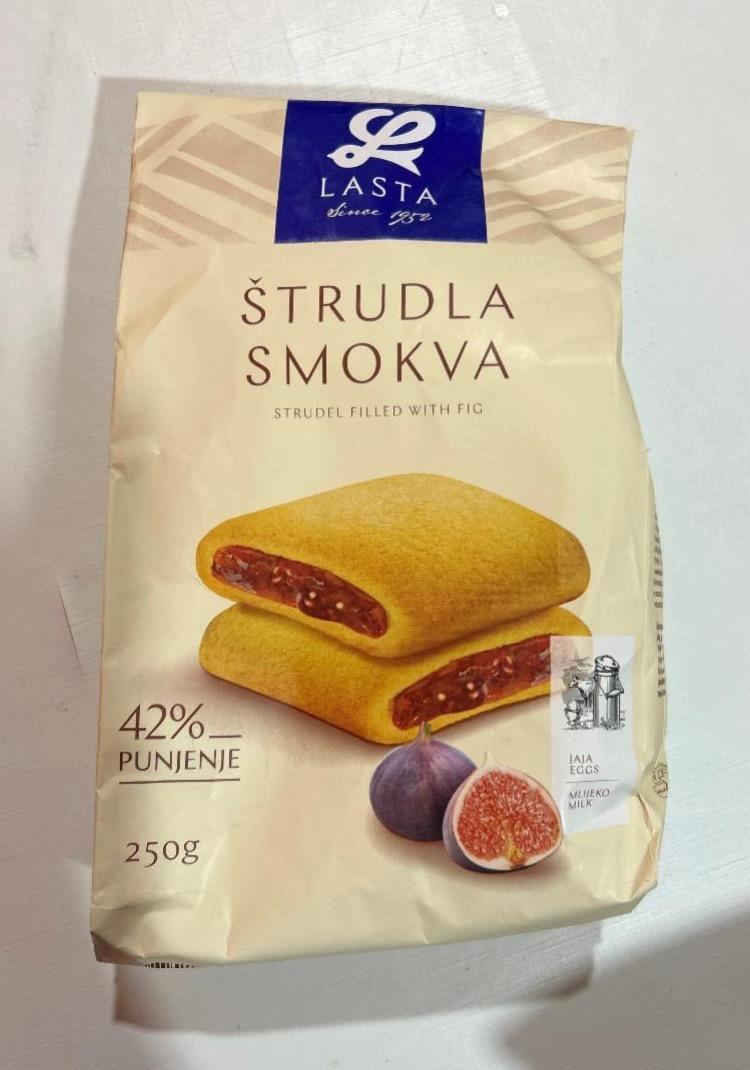 LASTA
Since 1952
ŠTRUDLA
SMOKVA
STRUDEL FILLED WITH FIG
42%
PUNJENJE
250g
JAJA
EGGS
MLIJEKO
MILK